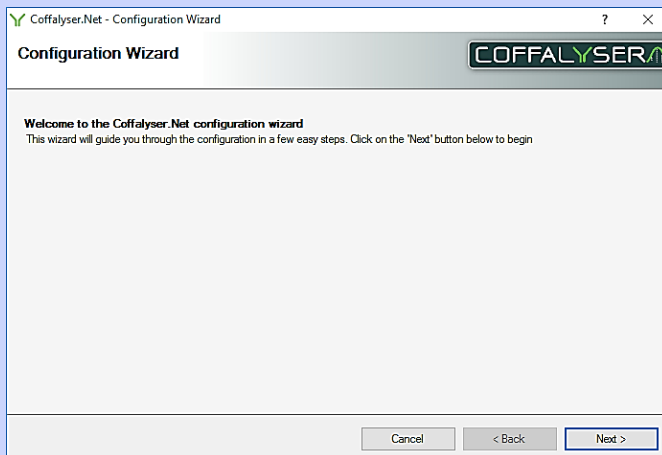 Coffalyser.Net - Configuration Wizard
? ×
Configuration Wizard
COFFALYSER
Welcome to the Coffalyser.Net configuration wizard
This wizard will guide you through the configuration in a few easy steps. Click on the "Next" button below to begin
Cancel
< Back
Next >